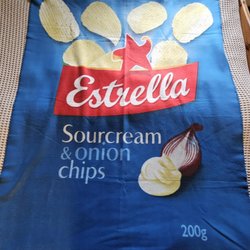 Estrella
Sourcream
& onion
chips
200g